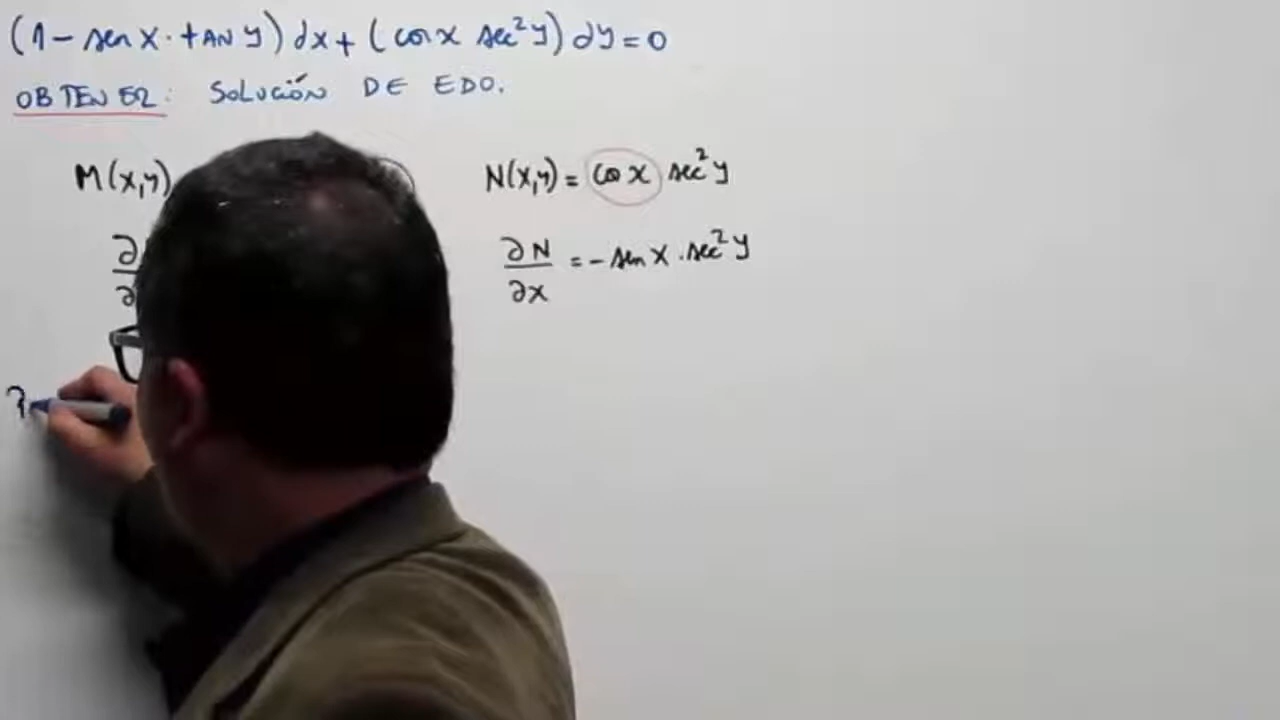 (1 - sen x · tAN y) dx + (cos x sec² y) dy = 0
OBTENER: SOLUCIÓN DE EDO.
M(x,y) N(x,y) = cos x sec² y
∂ ∂N/∂x = - sen x · sec² y